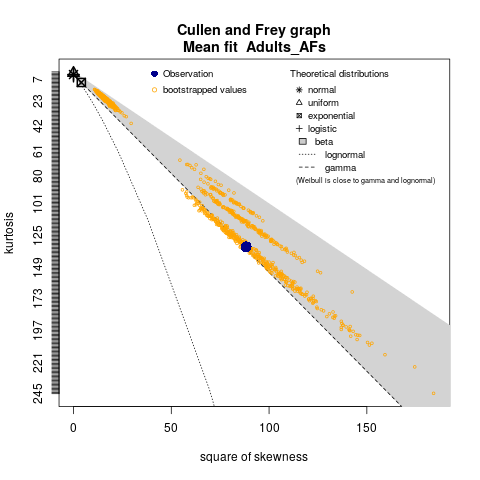 Cullen and Frey graph
Mean fit Adults_AFs
Observation
bootstrapped values
Theoretical distributions
normal
uniform
exponential
logistic
beta
lognormal
gamma
(Weibull is close to gamma and lognormal)
kurtosis
7
23
42
61
80
101
125
149
173
197
221
245
0
50
100
150
square of skewness